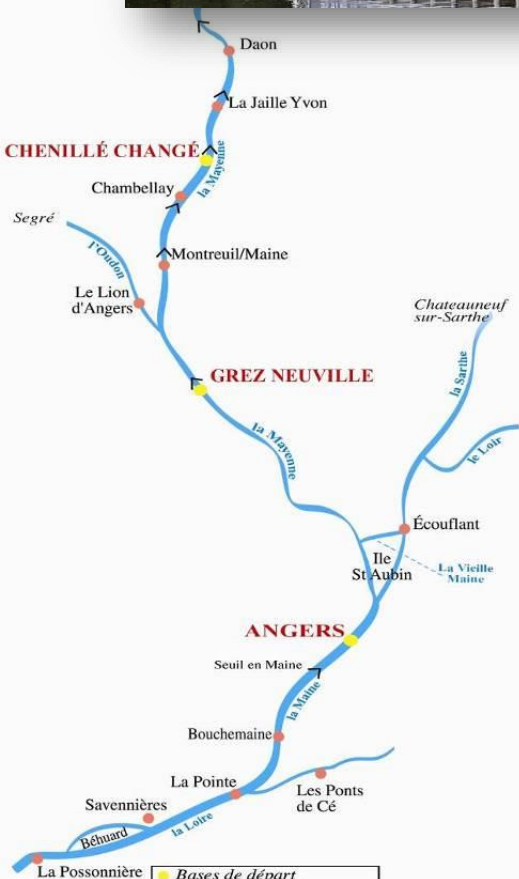 Daon
La Jaille Yvon
CHENILLÉ CHANGÉ
la Mayenne
Chambellay
Segré
l'Oudon
Montreuil/Maine
Le Lion
d'Angers
Chateauneuf
sur-Sarthe
la Sarthe
GREZ NEUVILLE
la Mayenne
le Loir
Écouflant
Ile
St Aubin
La Vieille
Maine
ANGERS
Seuil en Maine
la Maine
Bouchemaine
La Pointe
Les Ponts
de Cé
Savennières
la Loire
Béhuard
La Possonnière
Bases de départ